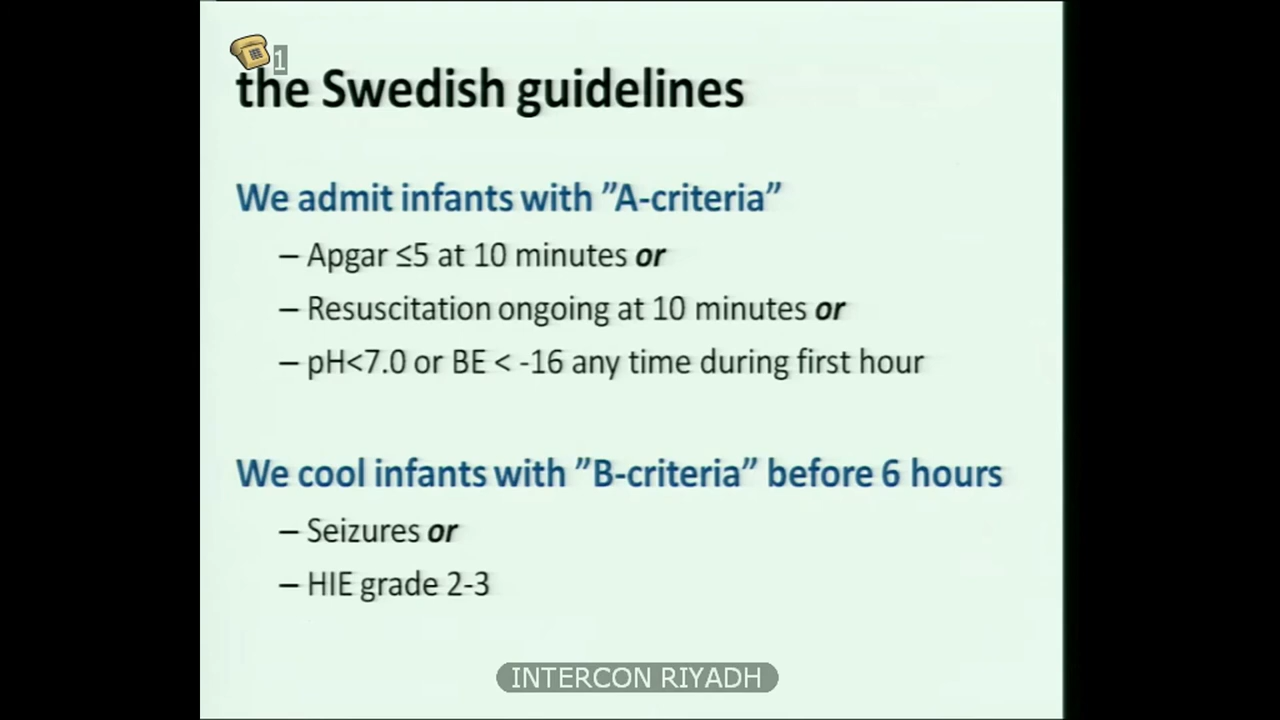 1
the Swedish guidelines
We admit infants with ”A-criteria”
– Apgar ≤5 at 10 minutes or
– Resuscitation ongoing at 10 minutes or
– pH<7.0 or BE < -16 any time during first hour
We cool infants with ”B-criteria” before 6 hours
– Seizures or
– HIE grade 2-3
INTERCON RIYADH